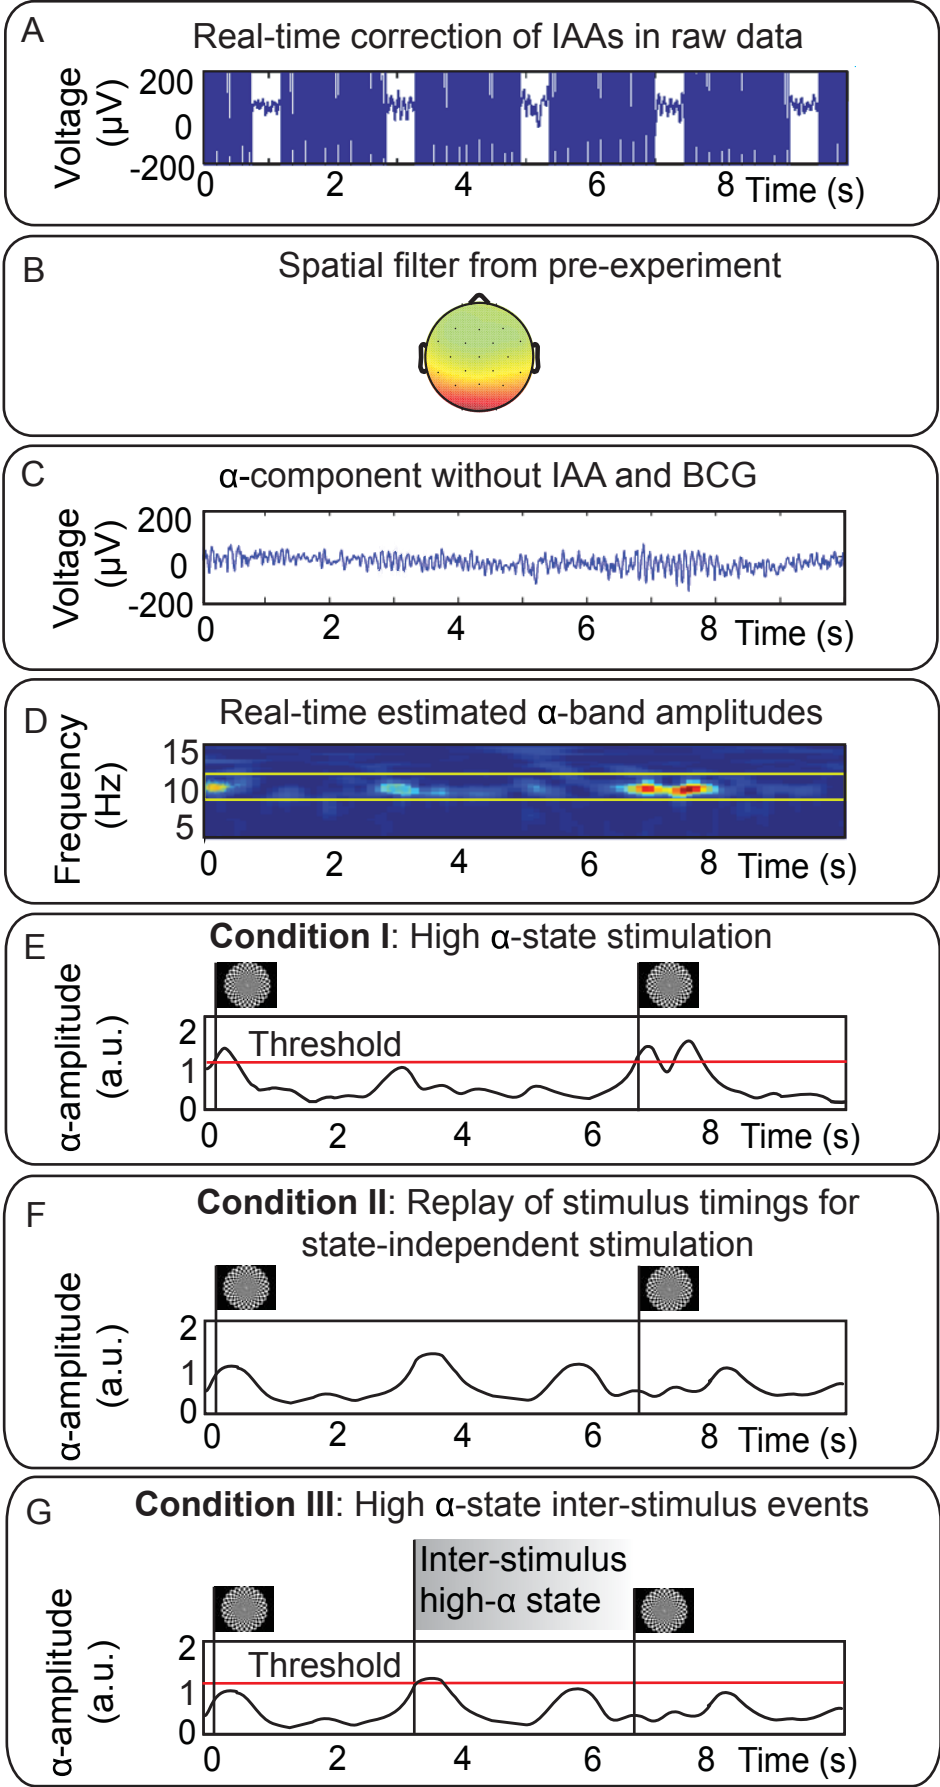 A
Real-time correction of IAAs in raw data
Voltage
(µV)
200
0
-200
0 2 4 6 8 Time (s)
B
Spatial filter from pre-experiment
C
α-component without IAA and BCG
Voltage
(µV)
200
0
-200
0 2 4 6 8 Time (s)
D
Real-time estimated α-band amplitudes
Frequency
(Hz)
15
10
5
0 2 4 6 8 Time (s)
E
Condition I: High α-state stimulation
α-amplitude
(a.u.)
2
Threshold
1
0
0 2 4 6 8 Time (s)
F
Condition II: Replay of stimulus timings for
state-independent stimulation
α-amplitude
(a.u.)
2
1
0
0 2 4 6 8 Time (s)
G
Condition III: High α-state inter-stimulus events
Inter-stimulus
high-α state
α-amplitude
(a.u.)
2
Threshold
1
0
0 2 4 6 8 Time (s)